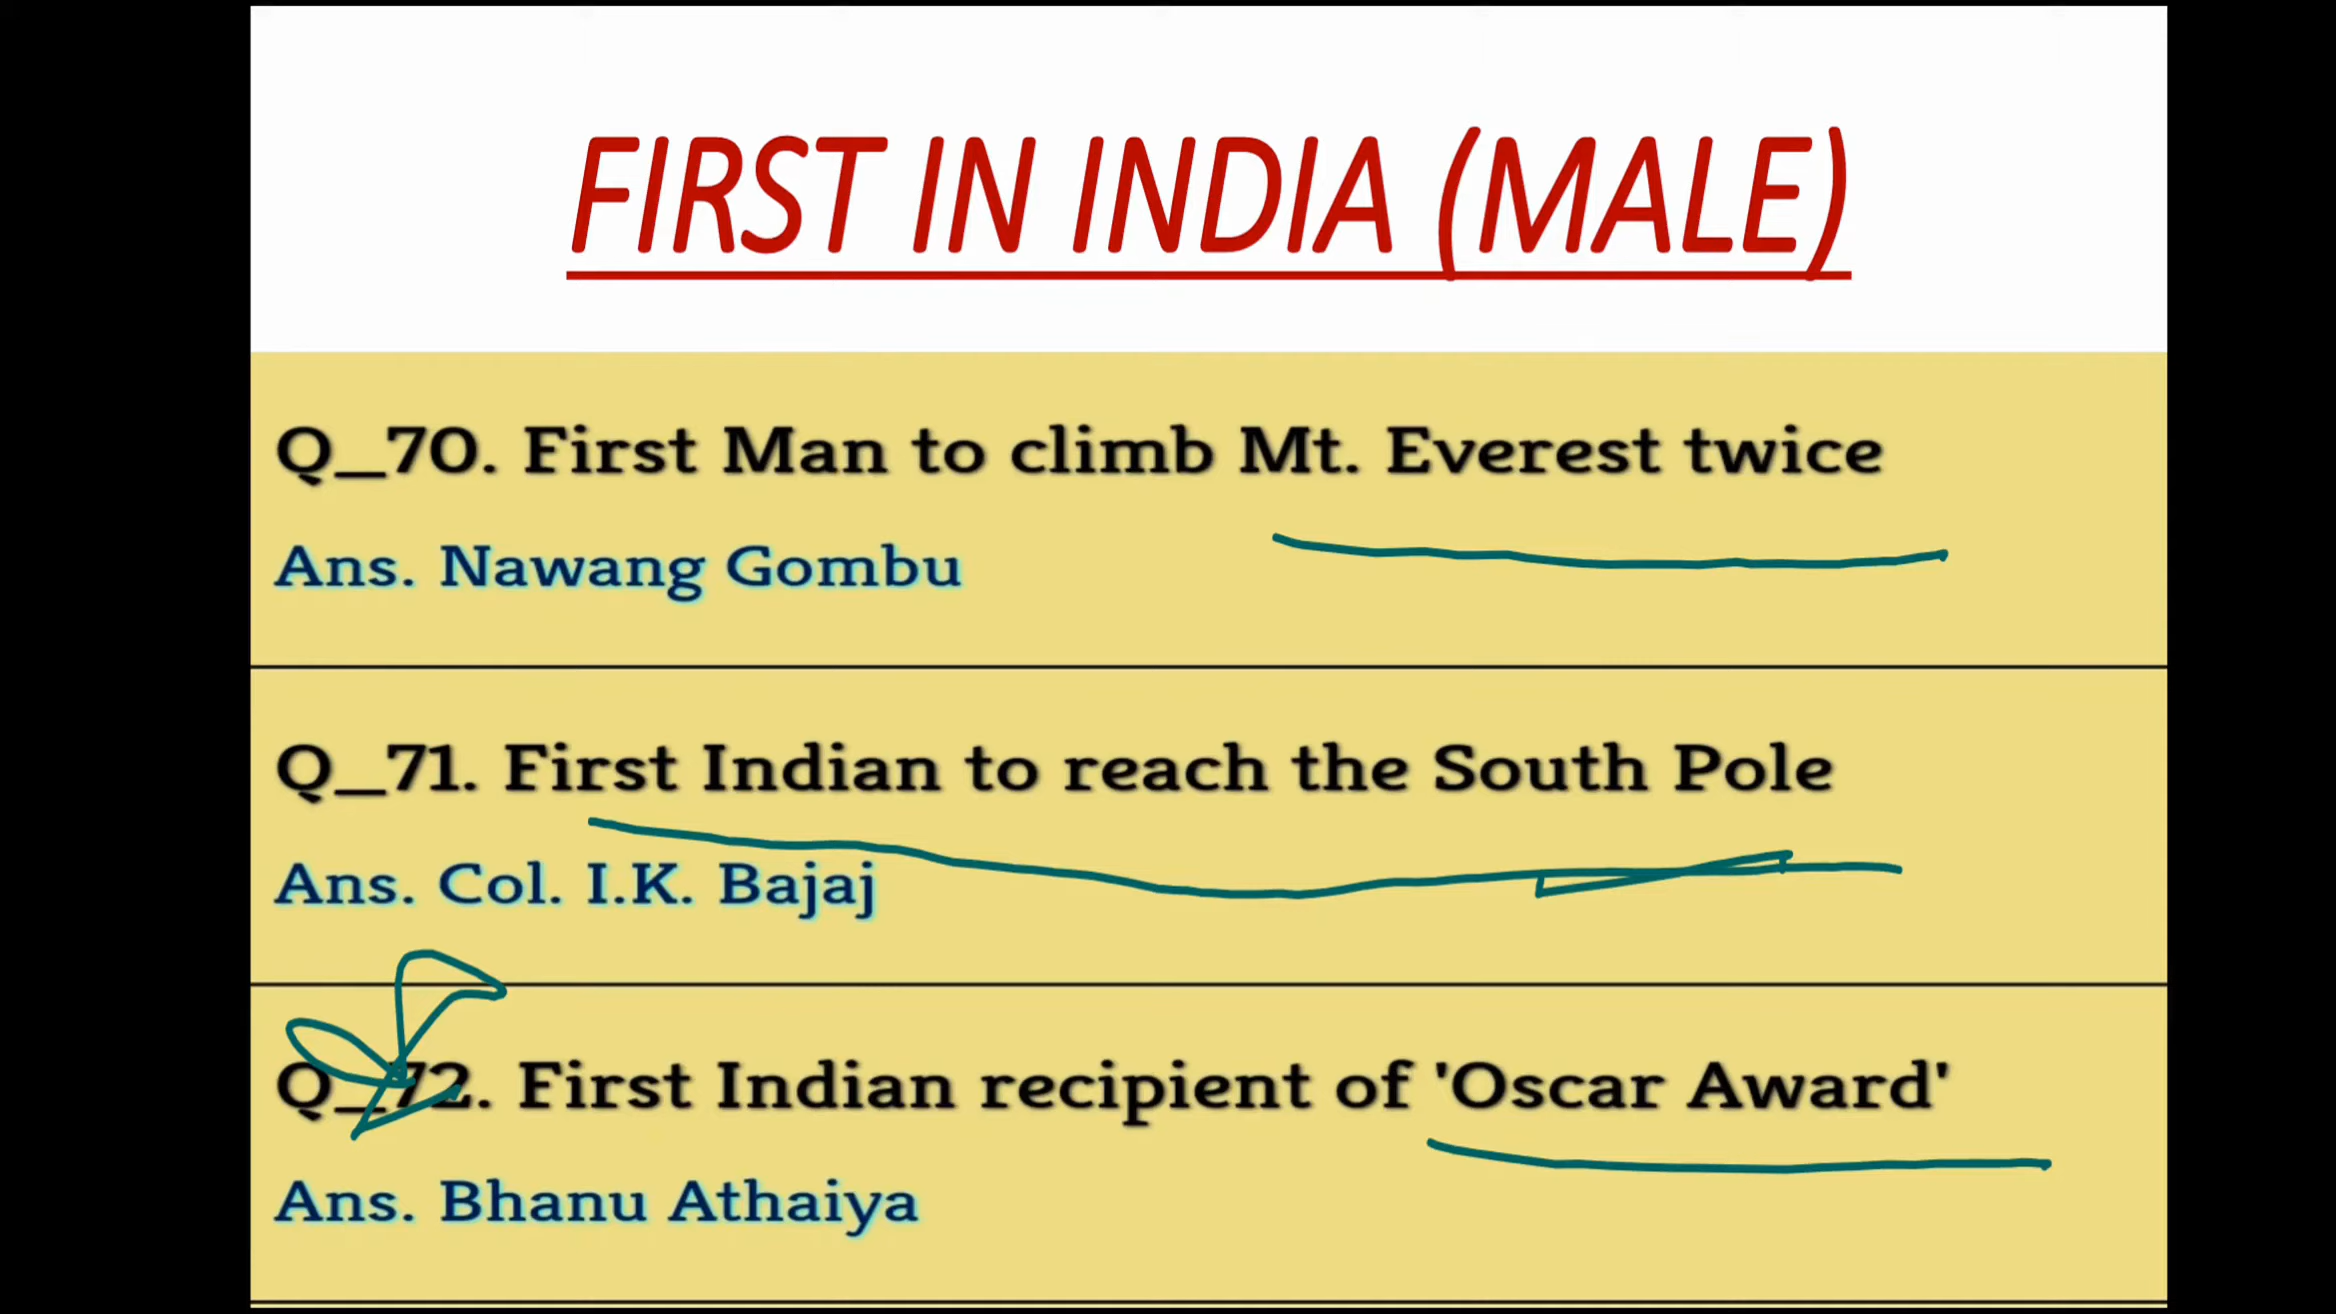 FIRST IN INDIA (MALE)
Q_70. First Man to climb Mt. Everest twice
Ans. Nawang Gombu
Q_71. First Indian to reach the South Pole
Ans. Col. I.K. Bajaj
Q_72. First Indian recipient of 'Oscar Award'
Ans. Bhanu Athaiya